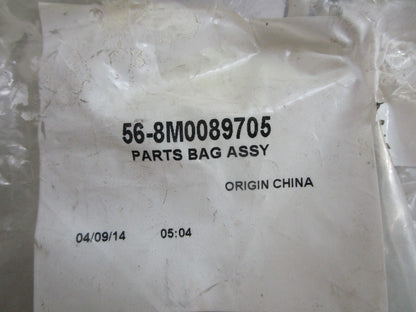 56-8M0089705
PARTS BAG ASSY
ORIGIN CHINA
04/09/14 05:04